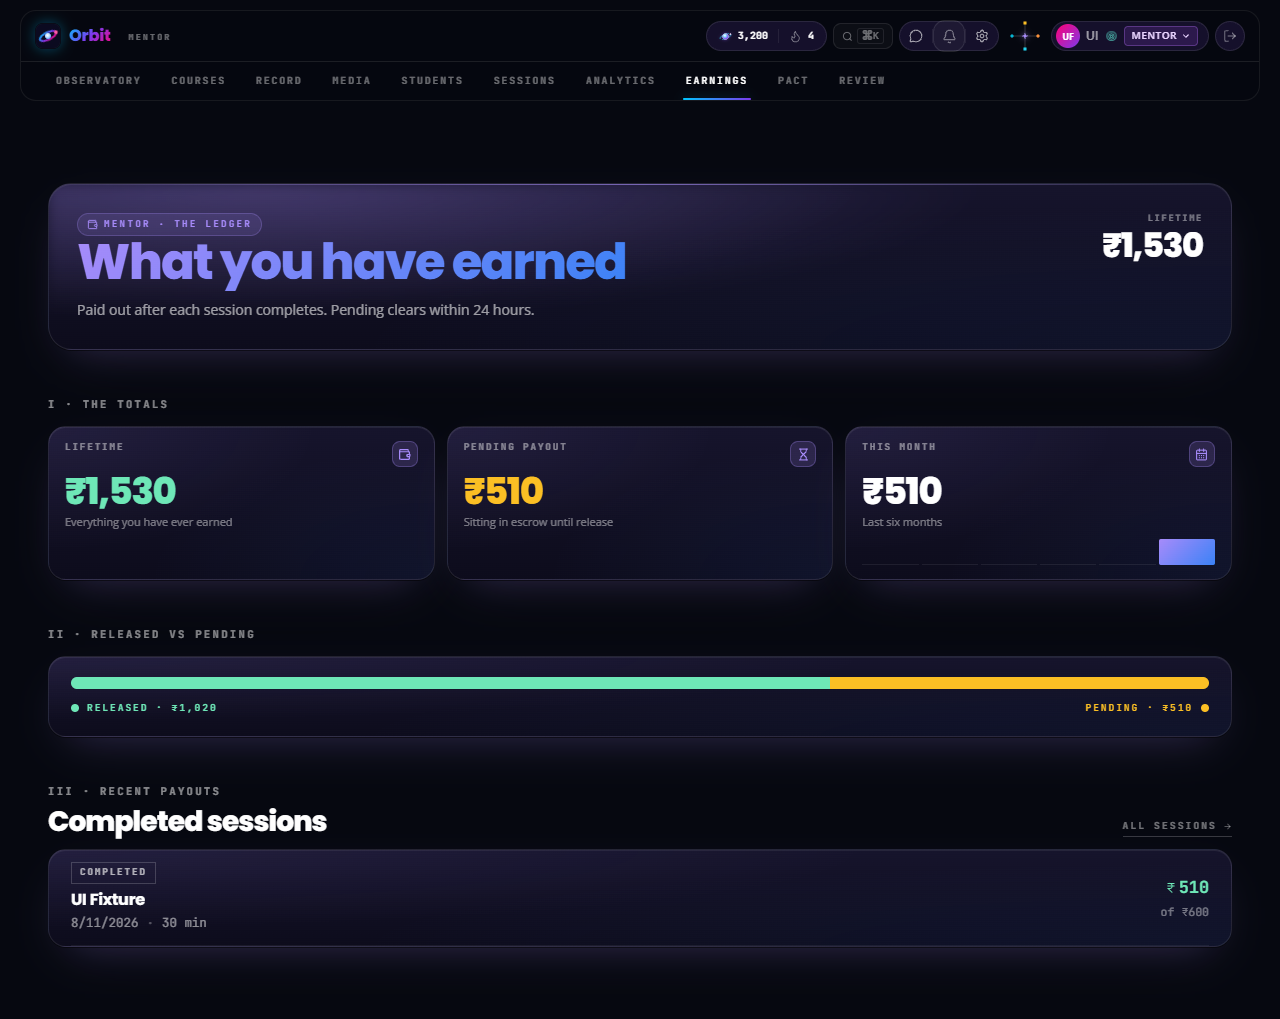 Orbit MENTOR
3,200 4 ⌘K UF UI MENTOR
OBSERVATORY COURSES RECORD MEDIA STUDENTS SESSIONS ANALYTICS EARNINGS PACT REVIEW
MENTOR · THE LEDGER
What you have earned
Paid out after each session completes. Pending clears within 24 hours.
LIFETIME
₹1,530
I · THE TOTALS
LIFETIME
₹1,530
Everything you have ever earned
PENDING PAYOUT
₹510
Sitting in escrow until release
THIS MONTH
₹510
Last six months
II · RELEASED VS PENDING
RELEASED · ₹1,020
PENDING · ₹510
III · RECENT PAYOUTS
Completed sessions
ALL SESSIONS →
COMPLETED
UI Fixture
8/11/2026 · 30 min
₹ 510
of ₹600